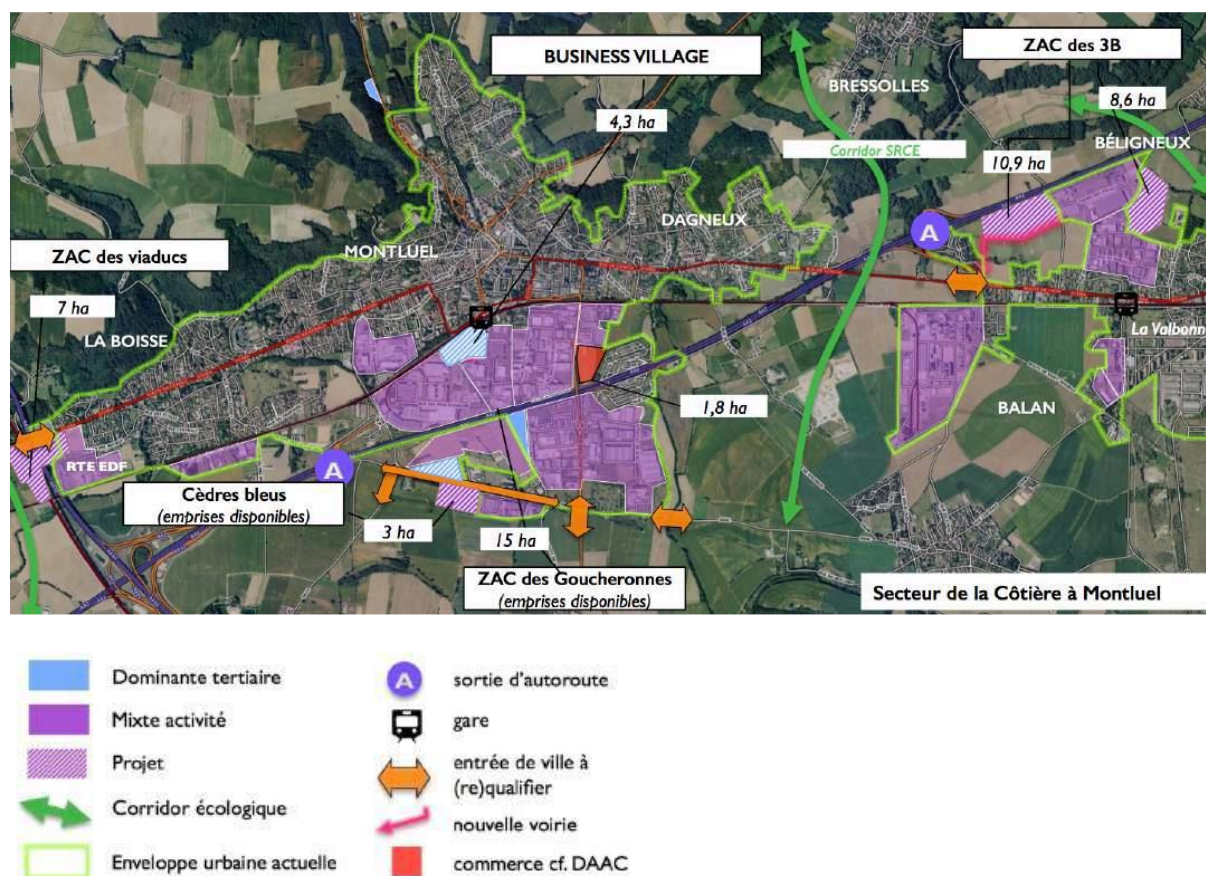 BUSINESS VILLAGE
ZAC des 3B
BRESSOLLES
4,3 ha
8,6 ha
Corridor SRCE
BÉLIGNEUX
10,9 ha
DAGNEUX
MONTLUEL
A
ZAC des viaducs
7 ha
LA BOISSE
La Valbonn
1,8 ha
BALAN
RTE EDF
A
Cèdres bleus
(emprises disponibles)
3 ha
15 ha
ZAC des Goucheronnes
(emprises disponibles)
Secteur de la Côtière à Montluel
Dominante tertiaire
Mixte activité
Projet
Corridor écologique
Enveloppe urbaine actuelle
A
sortie d'autoroute
gare
entrée de ville à
(re)qualifier
nouvelle voirie
commerce cf. DAAC